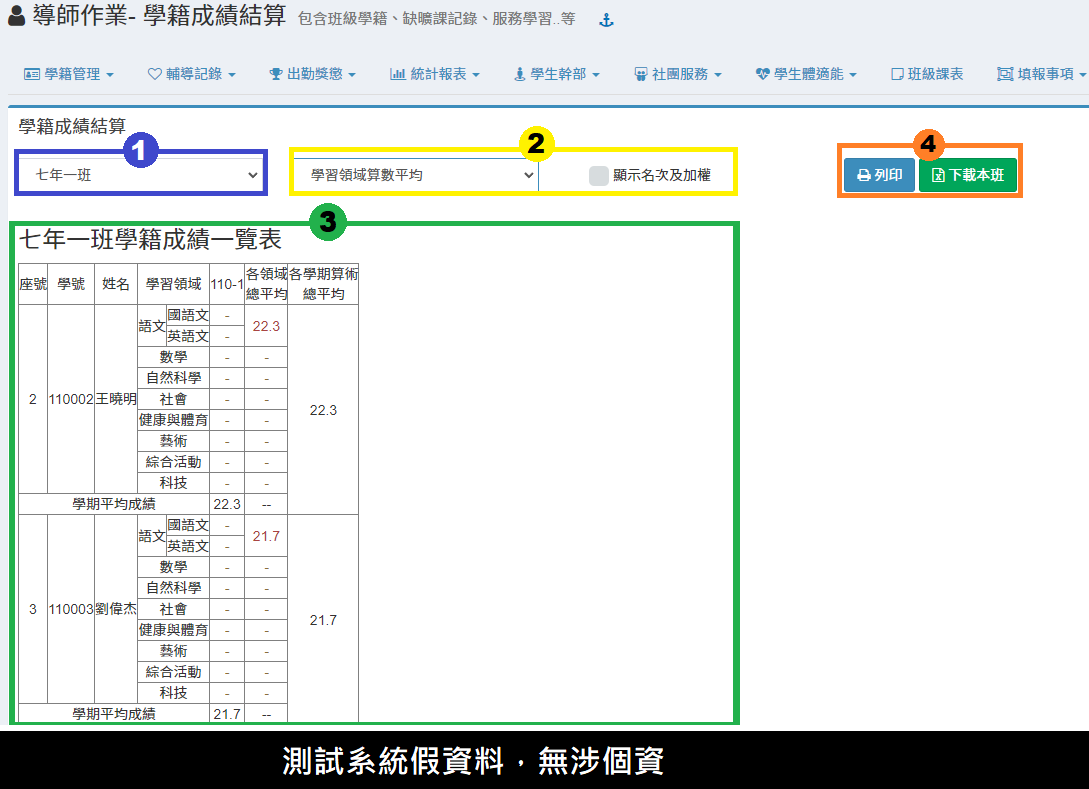 導師作業- 學籍成績結算 包含班級學籍、缺曠課記錄、服務學習..等
學籍管理 輔導記錄 出勤獎懲 統計報表 學生幹部 社團服務 學生體適能 班級課表 填報事項
學籍成績結算
1
2
4
七年一班
學習領域算數平均
顯示名次及加權
列印
下載本班
3
七年一班學籍成績一覽表
座號 學號 姓名 學習領域 110-1 各領域總平均 各學期算術總平均
2 110002 王曉明 語文 國語文 - 22.3 22.3
英語文 -
數學 - -
自然科學 - -
社會 - -
健康與體育 - -
藝術 - -
綜合活動 - -
科技 - -
學期平均成績 22.3 --
3 110003 劉偉杰 語文 國語文 - 21.7 21.7
英語文 -
數學 - -
自然科學 - -
社會 - -
健康與體育 - -
藝術 - -
綜合活動 - -
科技 - -
學期平均成績 21.7 --
測試系統假資料，無涉個資